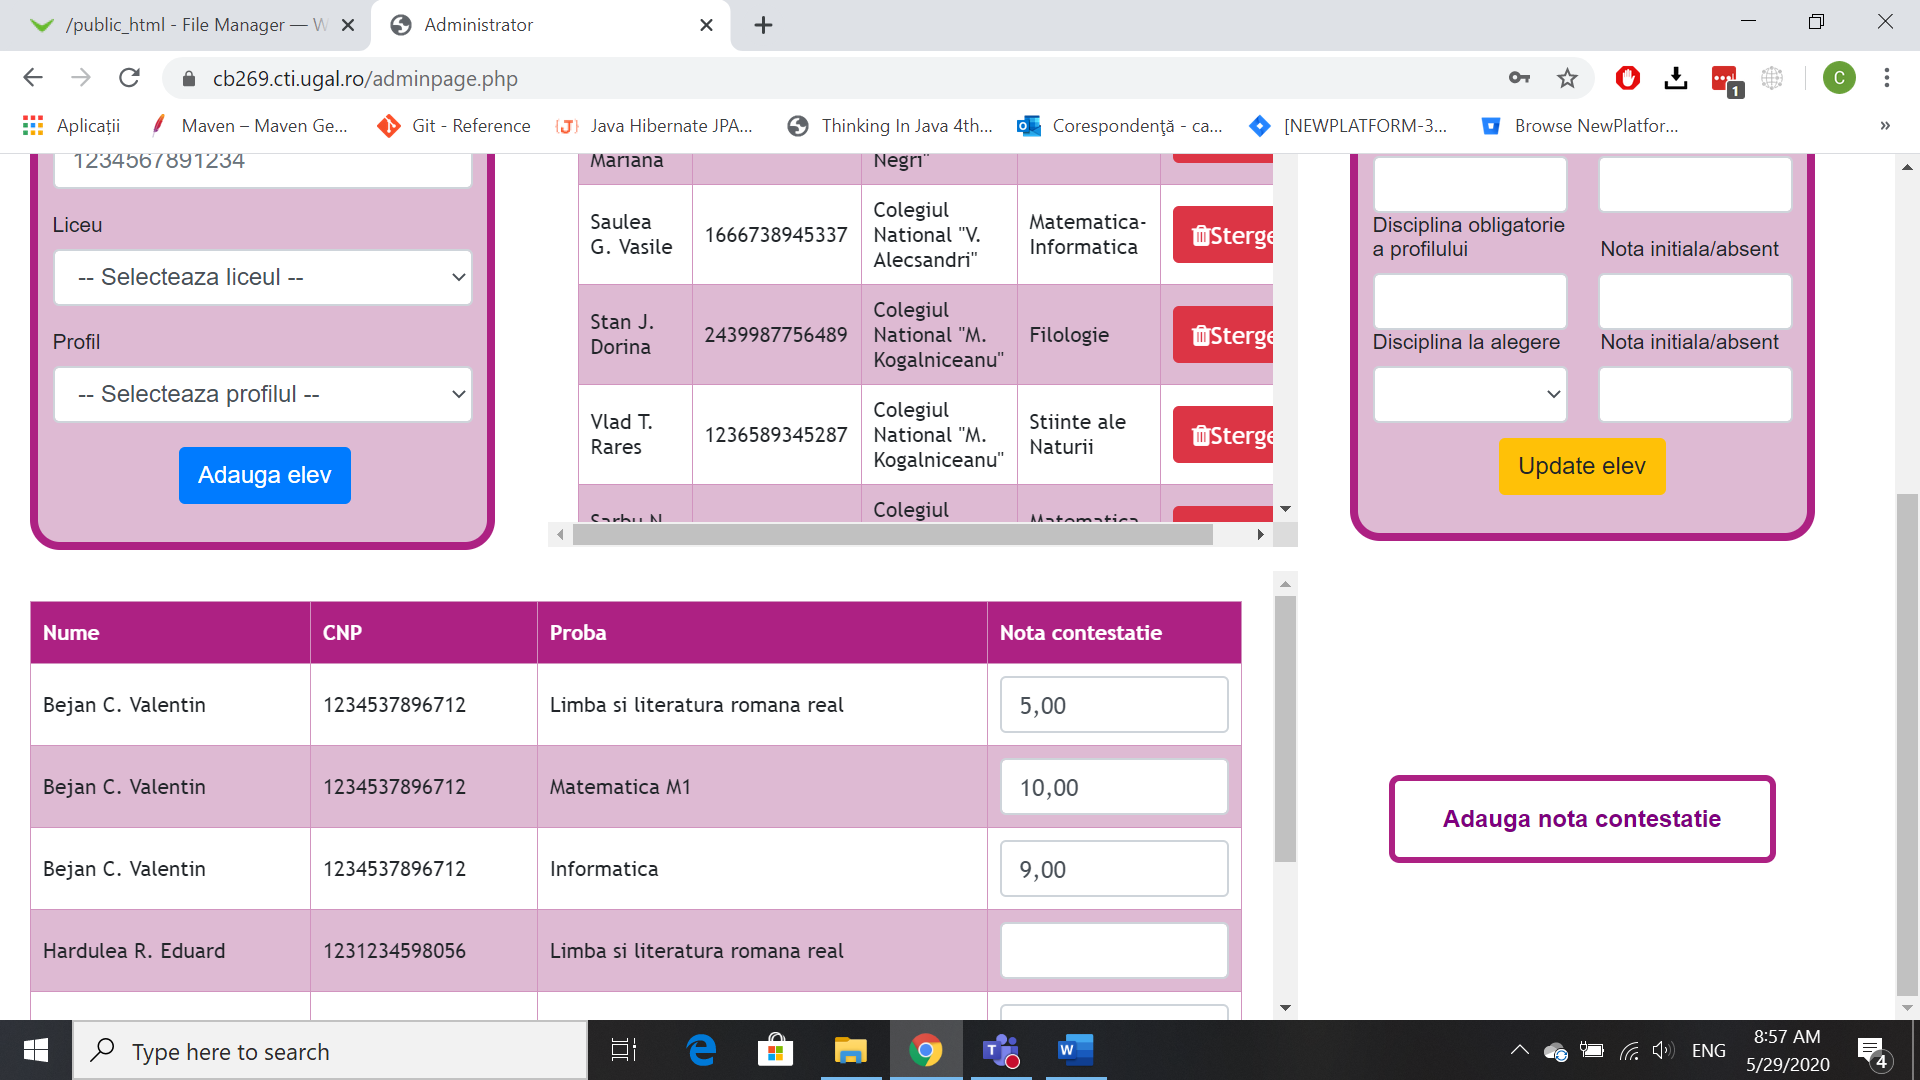 /public_html - File Manager — W
Administrator
cb269.cti.ugal.ro/adminpage.php
1
C
Aplicații
Maven – Maven Ge...
Git - Reference
Java Hibernate JPA...
Thinking In Java 4th...
Corespondenţă - ca...
[NEWPLATFORM-3...
Browse NewPlatfor...
»
1234567891234
Liceu
-- Selecteaza liceul --
Profil
-- Selecteaza profilul --
Adauga elev
Mariana
Negri"
Saulea
G. Vasile
1666738945337
Colegiul
National "V.
Alecsandri"
Matematica-
Informatica
Sterge
Stan J.
Dorina
2439987756489
Colegiul
National "M.
Kogalniceanu"
Filologie
Sterge
Vlad T.
Rares
1236589345287
Colegiul
National "M.
Kogalniceanu"
Stiinte ale
Naturii
Sterge
Sarbu N.
Colegiul
Matematica
Disciplina obligatorie
a profilului
Nota initiala/absent
Disciplina la alegere
Nota initiala/absent
Update elev
Nume
CNP
Proba
Nota contestatie
Bejan C. Valentin
1234537896712
Limba si literatura romana real
5,00
Bejan C. Valentin
1234537896712
Matematica M1
10,00
Bejan C. Valentin
1234537896712
Informatica
9,00
Hardulea R. Eduard
1231234598056
Limba si literatura romana real
Adauga nota contestatie
Type here to search
ENG
8:57 AM
5/29/2020
4